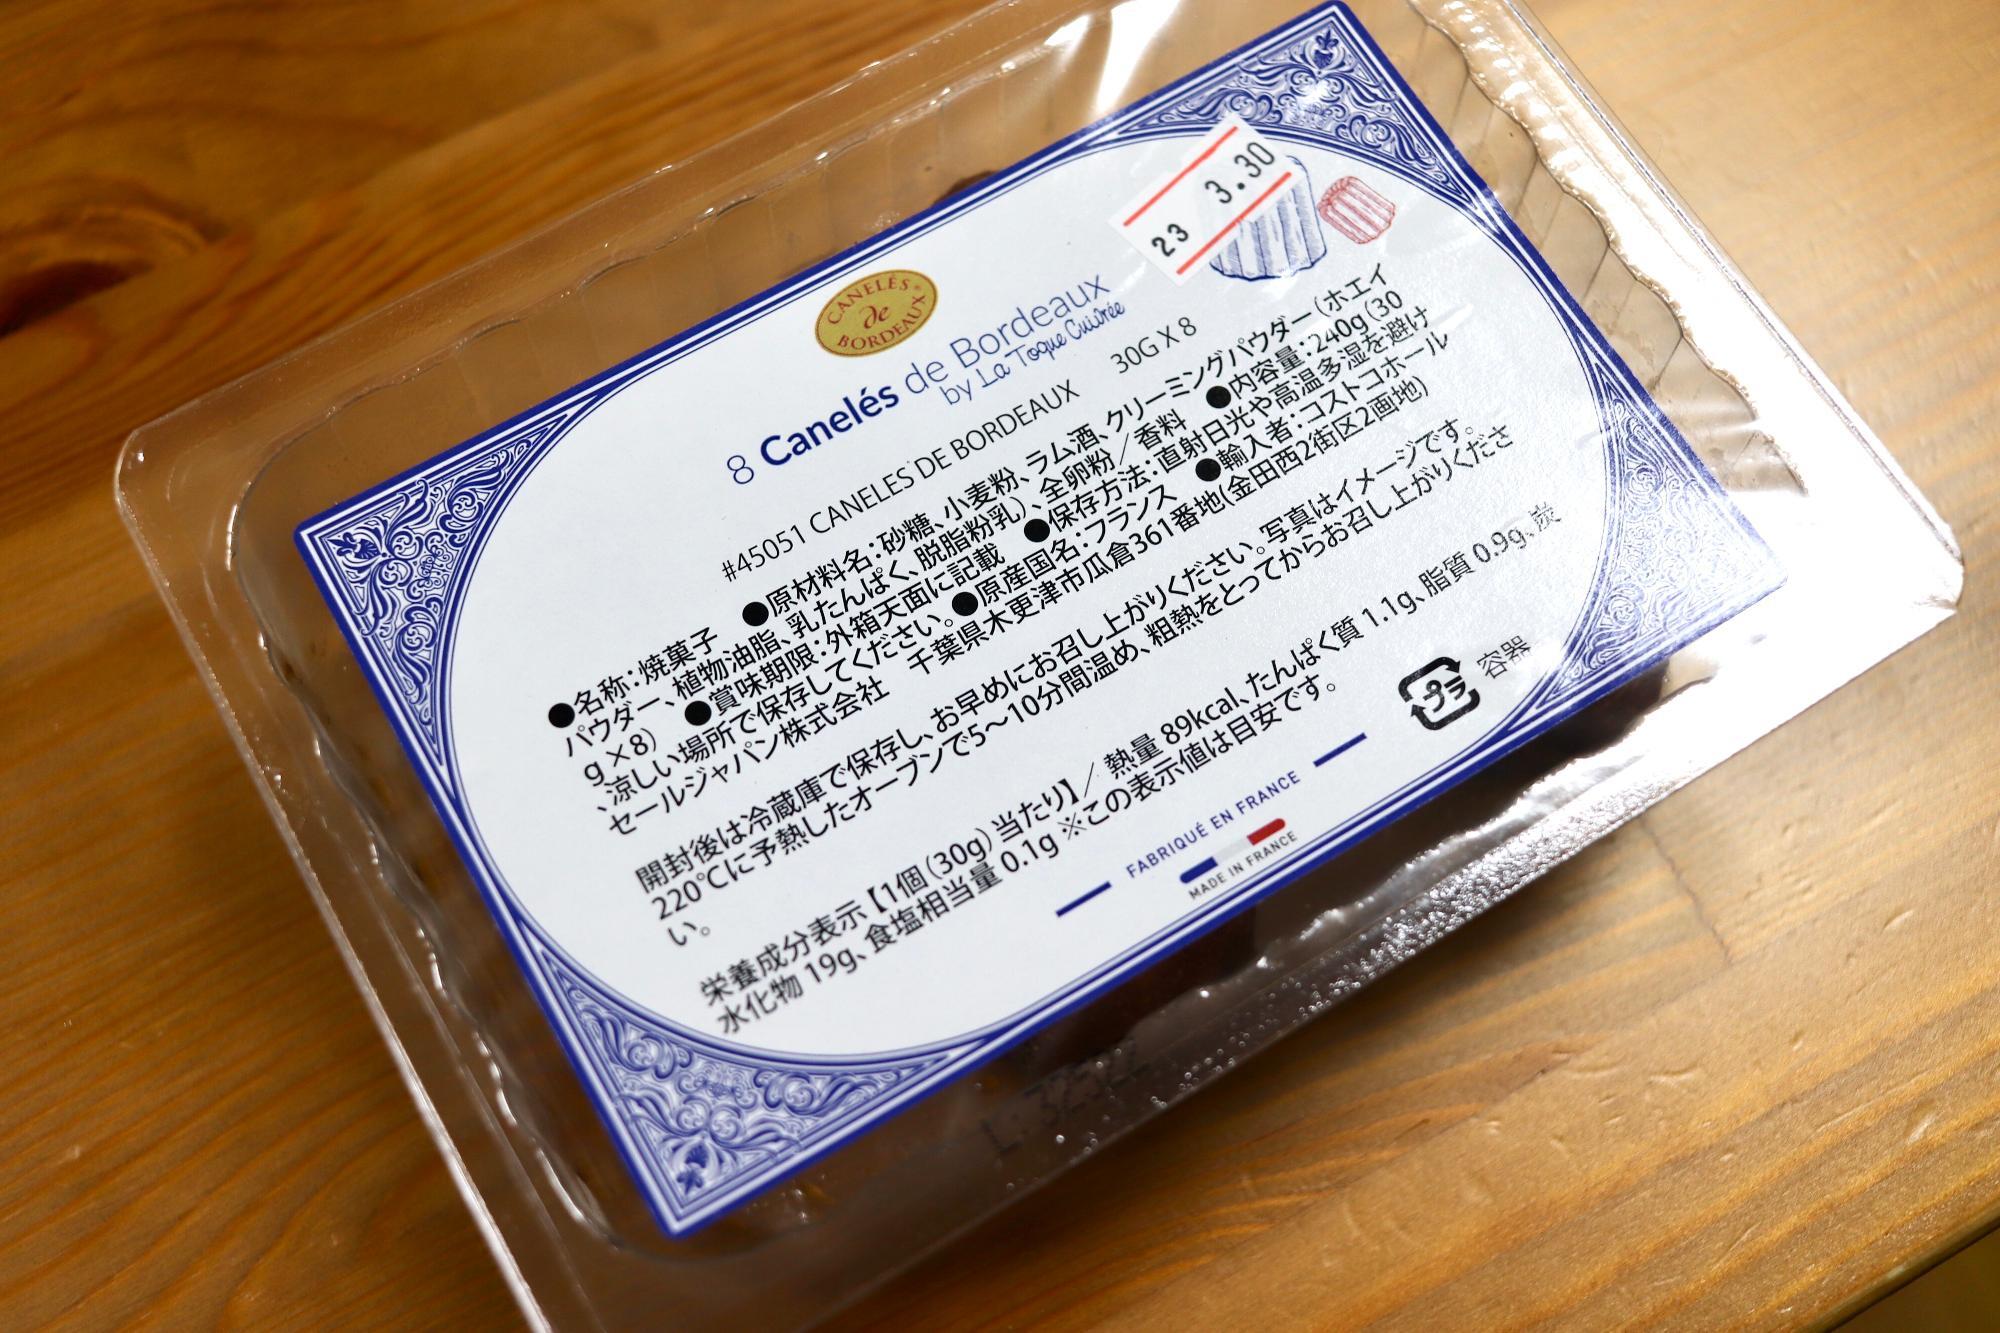 23 3.30
CANELÉS
de
BORDEAUX
8 Canelés de Bordeaux
by La Toque Cuivrée
#45051 CANELES DE BORDEAUX 30G X 8
●名称：焼菓子 ●原材料名：砂糖、小麦粉、ラム酒、クリーミングパウダー（ホエイ
パウダー、植物油脂、乳たんぱく、脱脂粉乳）、全卵粉／香料 ●内容量：240g（30
g×8） ●賞味期限：外箱天面に記載 ●保存方法：直射日光や高温多湿を避け
、涼しい場所で保存してください。●原産国名：フランス ●輸入者：コストコホール
セールジャパン株式会社 千葉県木更津市瓜倉361番地(金田西2街区2画地)
開封後は冷蔵庫で保存し、お早めにお召し上がりください。写真はイメージです。
220℃に予熱したオーブンで5～10分間温め、粗熱をとってからお召し上がりくださ
い。
栄養成分表示【1個（30g）当たり】／ 熱量 89kcal、たんぱく質 1.1g、脂質 0.9g、炭
水化物 19g、食塩相当量 0.1g ※この表示値は目安です。
プラ 容器
FABRIQUÉ EN FRANCE
MADE IN FRANCE
L: 32522